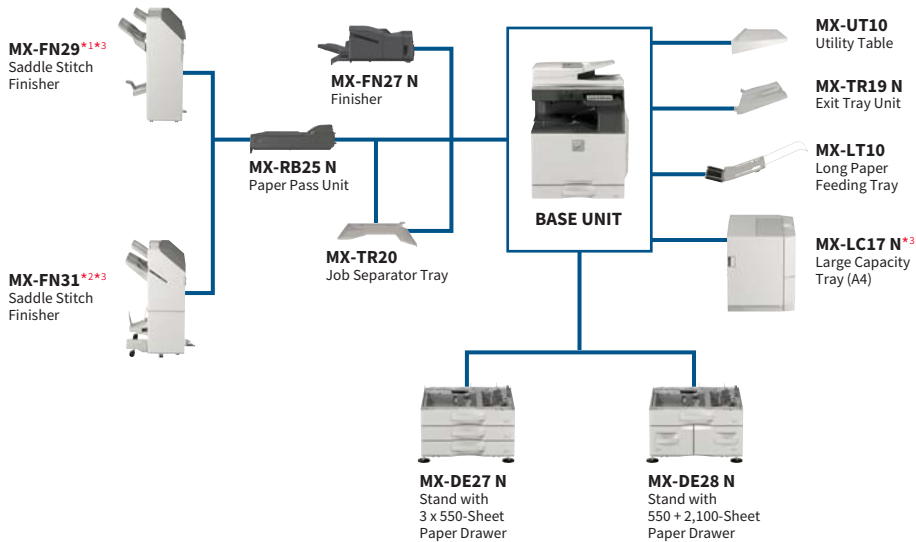 MX-FN29*1*3
Saddle Stitch
Finisher
MX-FN27 N
Finisher
MX-RB25 N
Paper Pass Unit
MX-TR20
Job Separator Tray
MX-FN31*2*3
Saddle Stitch
Finisher
BASE UNIT
MX-UT10
Utility Table
MX-TR19 N
Exit Tray Unit
MX-LT10
Long Paper
Feeding Tray
MX-LC17 N*3
Large Capacity
Tray (A4)
MX-DE27 N
Stand with
3 x 550-Sheet
Paper Drawer
MX-DE28 N
Stand with
550 + 2,100-Sheet
Paper Drawer